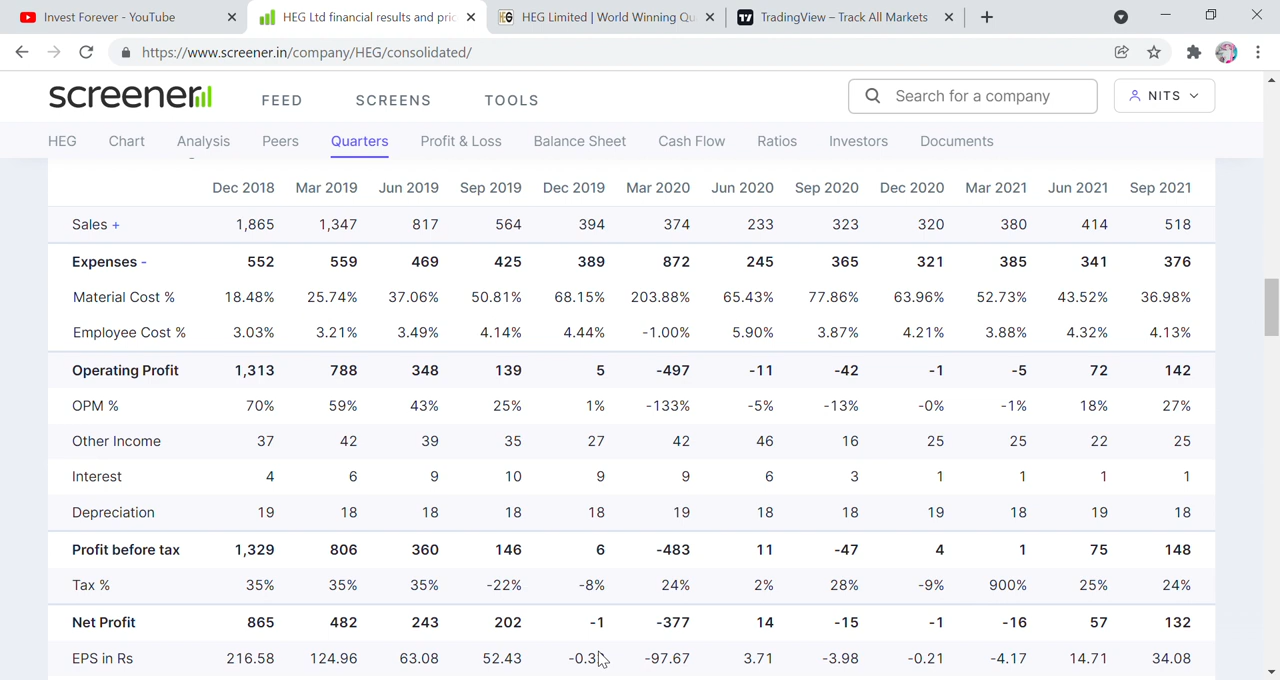 Invest Forever - YouTube
HEG Ltd financial results and pric
HEG Limited | World Winning Qu
TradingView – Track All Markets
https://www.screener.in/company/HEG/consolidated/
screener
FEED SCREENS TOOLS
Search for a company
NITS
HEG Chart Analysis Peers Quarters Profit & Loss Balance Sheet Cash Flow Ratios Investors Documents
Dec 2018 Mar 2019 Jun 2019 Sep 2019 Dec 2019 Mar 2020 Jun 2020 Sep 2020 Dec 2020 Mar 2021 Jun 2021 Sep 2021
Sales + 1,865 1,347 817 564 394 374 233 323 320 380 414 518
Expenses - 552 559 469 425 389 872 245 365 321 385 341 376
Material Cost % 18.48% 25.74% 37.06% 50.81% 68.15% 203.88% 65.43% 77.86% 63.96% 52.73% 43.52% 36.98%
Employee Cost % 3.03% 3.21% 3.49% 4.14% 4.44% -1.00% 5.90% 3.87% 4.21% 3.88% 4.32% 4.13%
Operating Profit 1,313 788 348 139 5 -497 -11 -42 -1 -5 72 142
OPM % 70% 59% 43% 25% 1% -133% -5% -13% -0% -1% 18% 27%
Other Income 37 42 39 35 27 42 46 16 25 25 22 25
Interest 4 6 9 10 9 9 6 3 1 1 1 1
Depreciation 19 18 18 18 18 19 18 18 19 18 19 18
Profit before tax 1,329 806 360 146 6 -483 11 -47 4 1 75 148
Tax % 35% 35% 35% -22% -8% 24% 2% 28% -9% 900% 25% 24%
Net Profit 865 482 243 202 -1 -377 14 -15 -1 -16 57 132
EPS in Rs 216.58 124.96 63.08 52.43 -97.67 3.71 -3.98 -0.21 -4.17 14.71 34.08